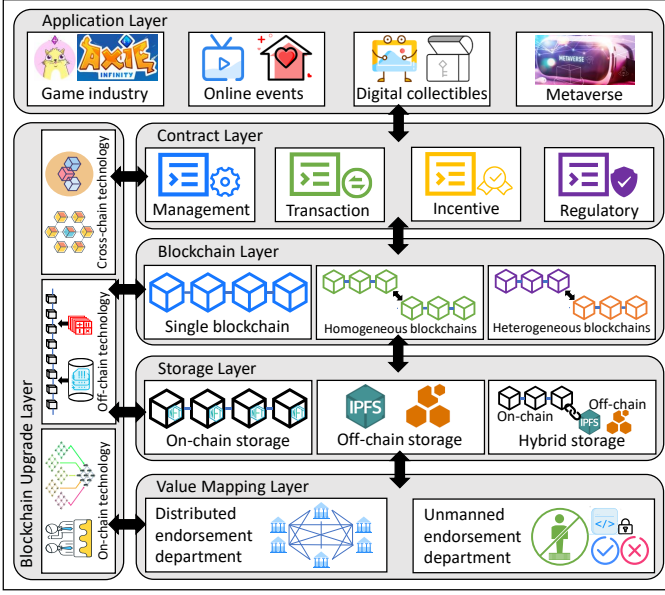 Application Layer
AXIE
INFINITY
METAVERSE
Game industry
Online events
Digital collectibles
Metaverse
Blockchain Upgrade Layer
Cross-chain technology
Off-chain technology
On-chain technology
Contract Layer
Management
Transaction
Incentive
Regulatory
Blockchain Layer
Single blockchain
Homogeneous blockchains
Heterogeneous blockchains
Storage Layer
On-chain storage
IPFS
Off-chain storage
On-chain
Off-chain
IPFS
Hybrid storage
Value Mapping Layer
Distributed
endorsement
department
Unmanned
endorsement
department
</>